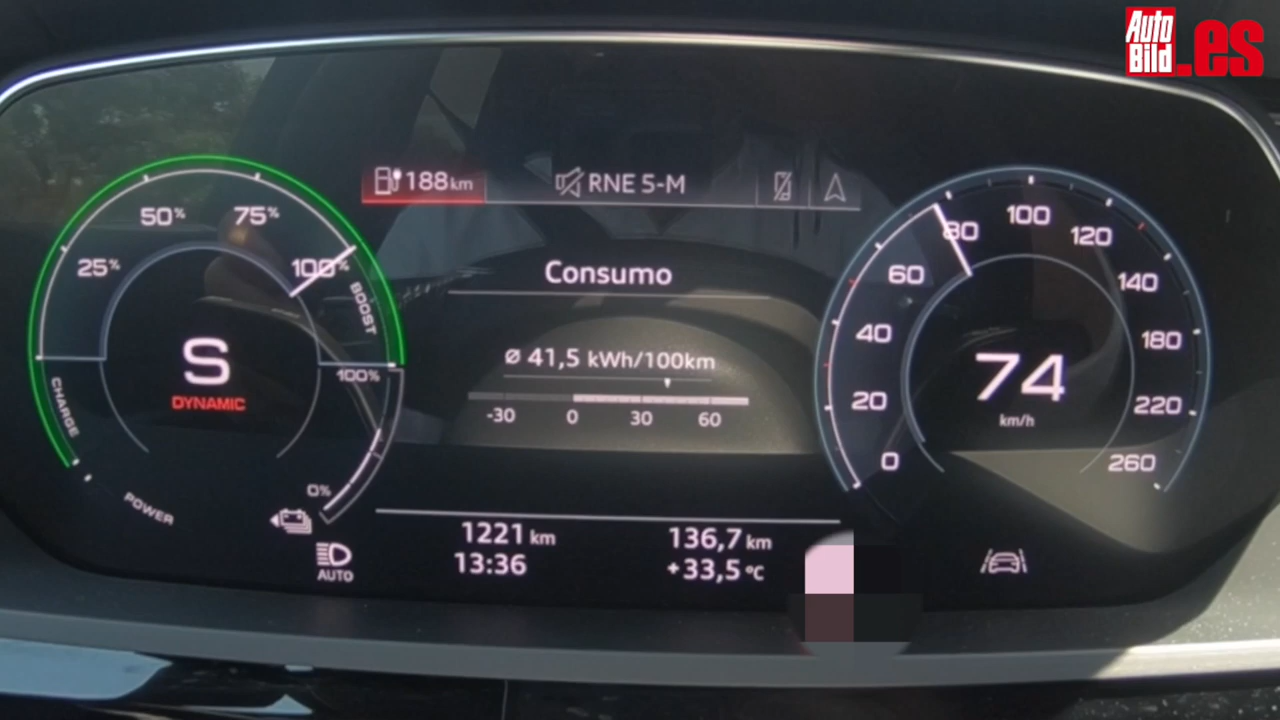 Auto
Bild
.es
188 km
RNE 5-M
50%
75%
25%
100%
BOOST
S
DYNAMIC
100%
CHARGE
0%
POWER
AUTO
Consumo
ø 41,5 kWh/100km
-30 0 30 60
1221 km
136,7 km
13:36
+33,5 °C
100
80
120
60
140
40
180
74
km/h
20
220
0
260